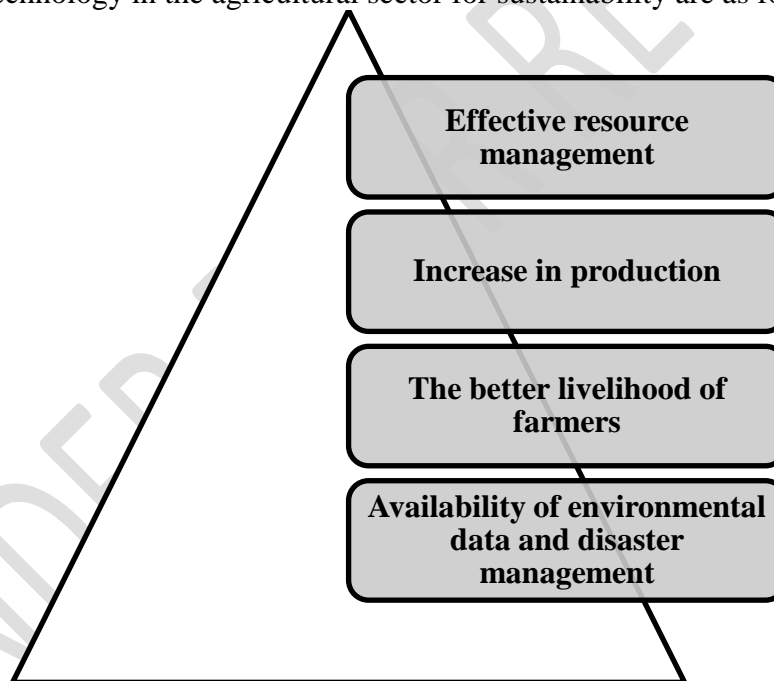 echnology in the agricultural sector for sustainability are as fo
Effective resource
management
Increase in production
The better livelihood of
farmers
Availability of environmental
data and disaster
management